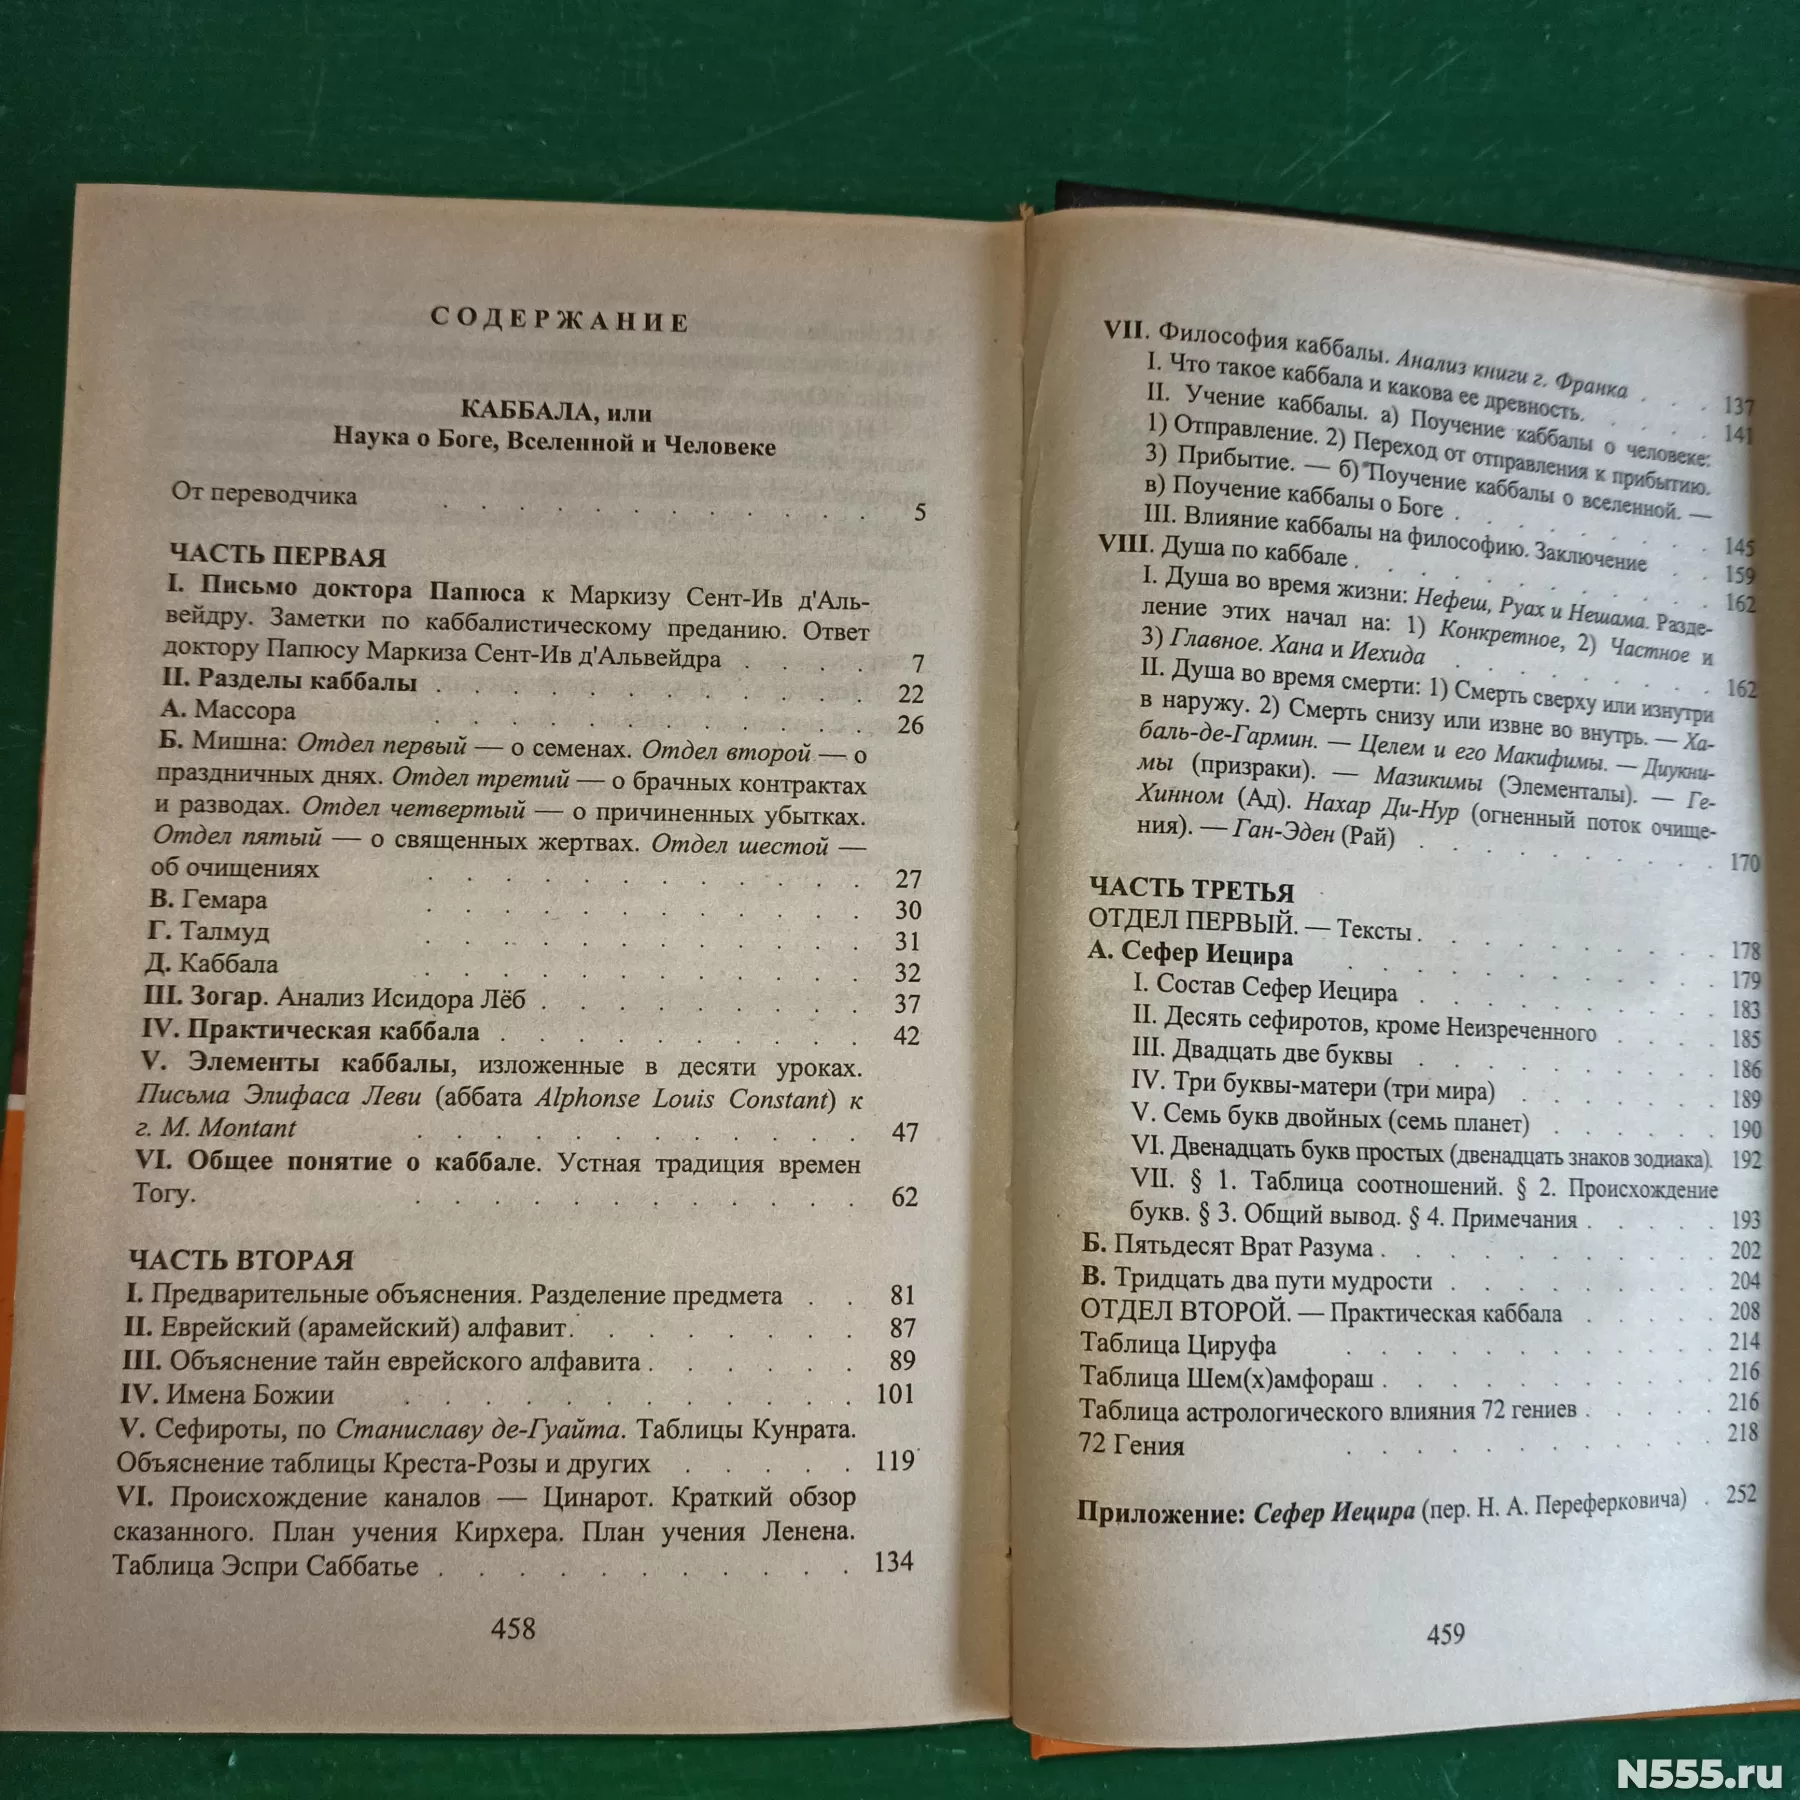 СОДЕРЖАНИЕ
КАББАЛА, или
Наука о Боге, Вселенной и Человеке
От переводчика . . . . . . . . . . . . 5
ЧАСТЬ ПЕРВАЯ
I. Письмо доктора Папюса к Маркизу Сент-Ив д'Аль-
вейдру. Заметки по каббалистическому преданию. Ответ
доктору Папюсу Маркиза Сент-Ив д'Альвейдра . . . . 7
II. Разделы каббалы . . . . . . . . . . . . 22
А. Массора . . . . . . . . . . . 26
Б. Мишна: Отдел первый — о семенах. Отдел второй — о
праздничных днях. Отдел третий — о брачных контрактах
и разводах. Отдел четвертый — о причиненных убытках.
Отдел пятый — о священных жертвах. Отдел шестой —
об очищениях . . . . . . . . . . . . 27
В. Гемара . . . . . . . . . . . . 30
Г. Талмуд . . . . . . . . . . . . 31
Д. Каббала . . . . . . . . . . . . 32
III. Зогар. Анализ Исидора Лёб . . . . . . . . . 37
IV. Практическая каббала . . . . . . . . . . 42
V. Элементы каббалы, изложенные в десяти уроках.
Письма Элифаса Леви (аббата Alphonse Louis Constant) к
г. М. Montant . . . . . . . . . . . . 47
VI. Общее понятие о каббале. Устная традиция времен
Тогу. . . . . . . . . . . . . 62
ЧАСТЬ ВТОРАЯ
I. Предварительные объяснения. Разделение предмета . . 81
II. Еврейский (арамейский) алфавит . . . . . . . . 87
III. Объяснение тайн еврейского алфавита . . . . . . 89
IV. Имена Божии . . . . . . . . . . . . 101
V. Сефироты, по Станиславу де-Гуайта. Таблицы Кунрата.
Объяснение таблицы Креста-Розы и других . . . . . 119
VI. Происхождение каналов — Цинарот. Краткий обзор
сказанного. План учения Кирхера. План учения Ленена.
Таблица Эспри Саббатье . . . . . . . . . . . 134
458
VII. Философия каббалы. Анализ книги г. Франка . . . 137
I. Что такое каббала и какова ее древность. . . . . 141
II. Учение каббалы. а) Поучение каббалы о человеке:
1) Отправление. 2) Переход от отправления к прибытию.
3) Прибытие. — б) Поучение каббалы о вселенной. —
в) Поучение каббалы о Боге . . . . . . . . 145
III. Влияние каббалы на философию. Заключение . . 159
VIII. Душа по каббале . . . . . . . . . . 162
I. Душа во время жизни: Нефеш, Руах и Нешама. Разде-
ление этих начал на: 1) Конкретное, 2) Частное и
3) Главное. Хана и Иехида . . . . . . . . 162
II. Душа во время смерти: 1) Смерть сверху или изнутри
в наружу. 2) Смерть снизу или извне во внутрь. — Ха-
баль-де-Гармин. — Целем и его Макифимы. — Диукни-
мы (призраки). — Мазикимы (Элементалы). — Ге-
Хинном (Ад). Нахар Ди-Нур (огненный поток очище-
ния). — Ган-Эден (Рай) . . . . . . . . . 170
ЧАСТЬ ТРЕТЬЯ
ОТДЕЛ ПЕРВЫЙ. — Тексты . . . . . . . . . 178
А. Сефер Иецира . . . . . . . . . . . 179
I. Состав Сефер Иецира . . . . . . . . . 183
II. Десять сефиротов, кроме Неизреченного . . . . 185
III. Двадцать две буквы . . . . . . . . . 186
IV. Три буквы-матери (три мира) . . . . . . 189
V. Семь букв двойных (семь планет) . . . . . 190
VI. Двенадцать букв простых (двенадцать знаков зодиака). 192
VII. § 1. Таблица соотношений. § 2. Происхождение
букв. § 3. Общий вывод. § 4. Примечания . . . . . 193
Б. Пятьдесят Врат Разума . . . . . . . . . . 202
В. Тридцать два пути мудрости . . . . . . . . 204
ОТДЕЛ ВТОРОЙ. — Практическая каббала . . . . 208
Таблица Цируфа . . . . . . . . . . 214
Таблица Шем(х)амфораш . . . . . . . . . . 216
Таблица астрологического влияния 72 гениев . . . . 216
72 Гения . . . . . . . . . . 218
Приложение: Сефер Иецира (пер. Н. А. Переферковича) . 252
459
N555.ru